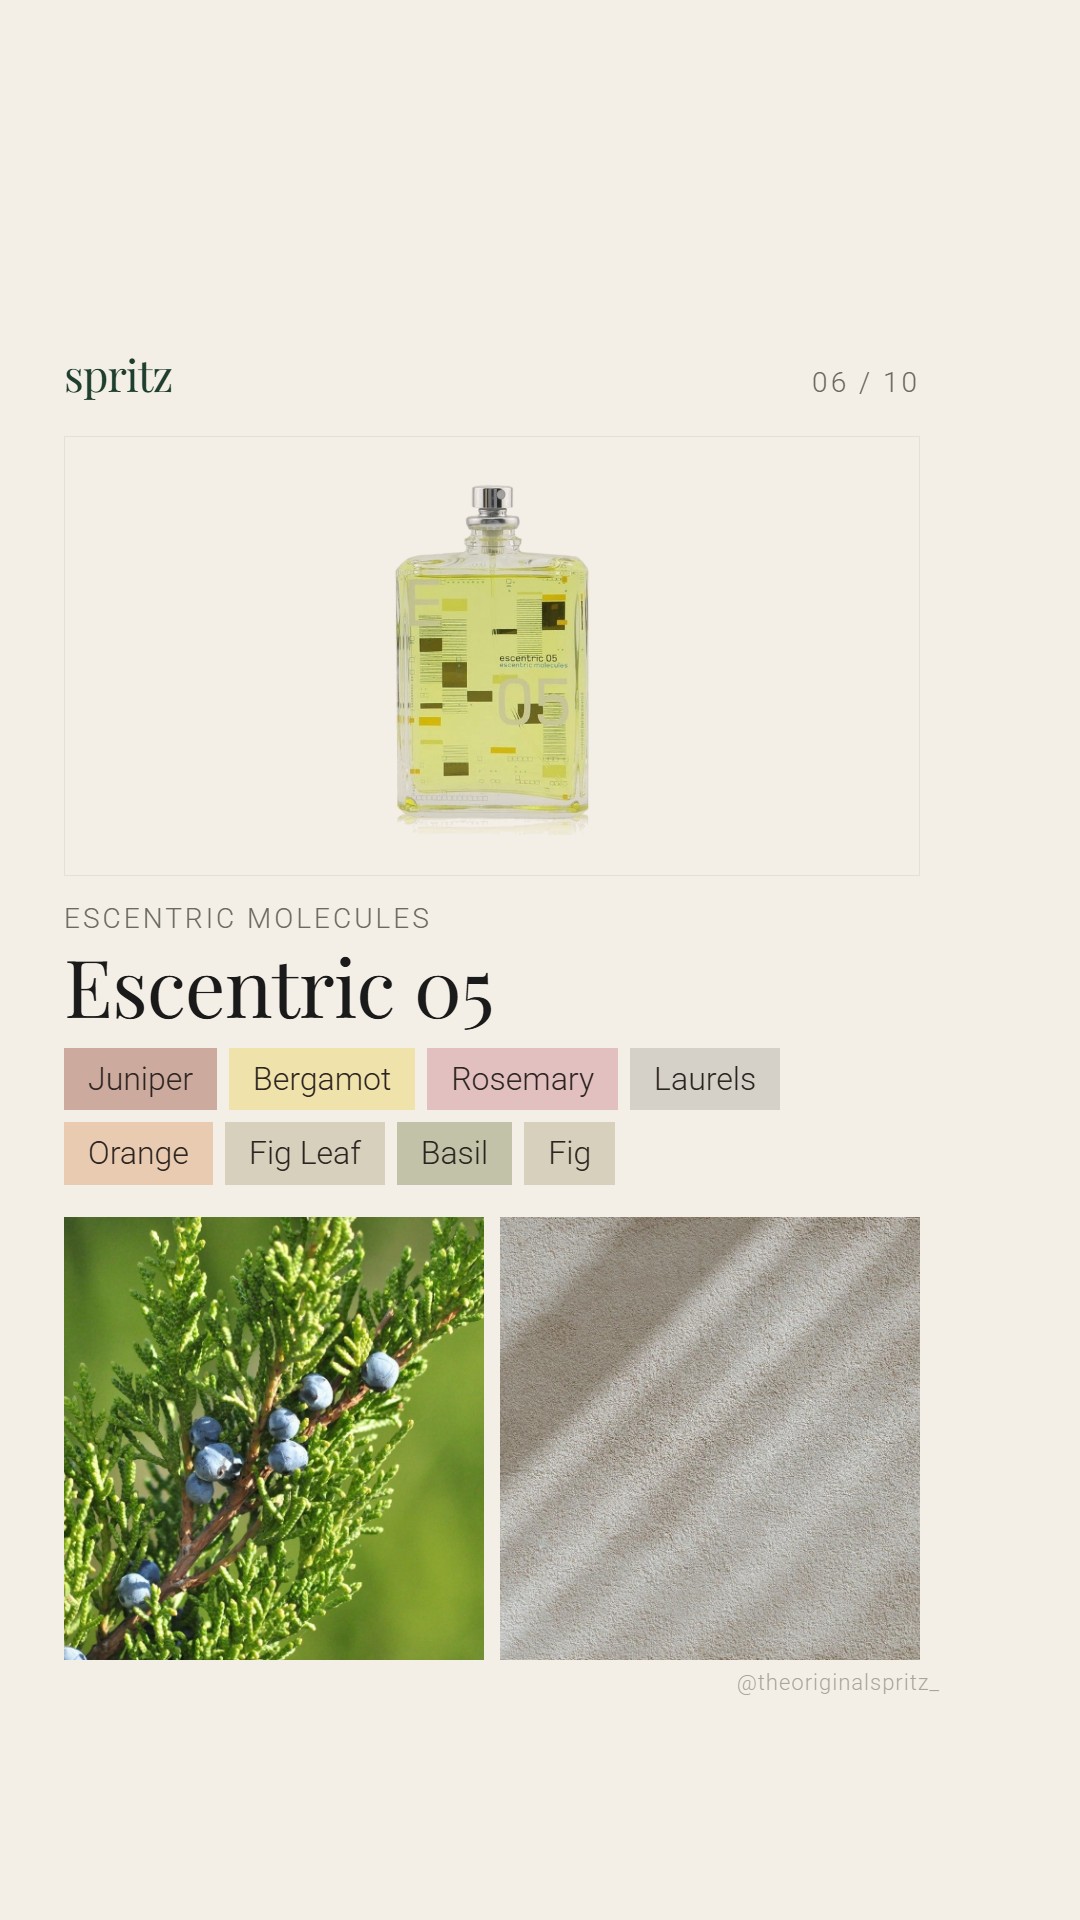 spritz
06 / 10
E
escentric 05
escentric molecules
05
ESCENTRIC MOLECULES
Escentric 05
Juniper Bergamot Rosemary Laurels
Orange Fig Leaf Basil Fig
@theoriginalspritz_